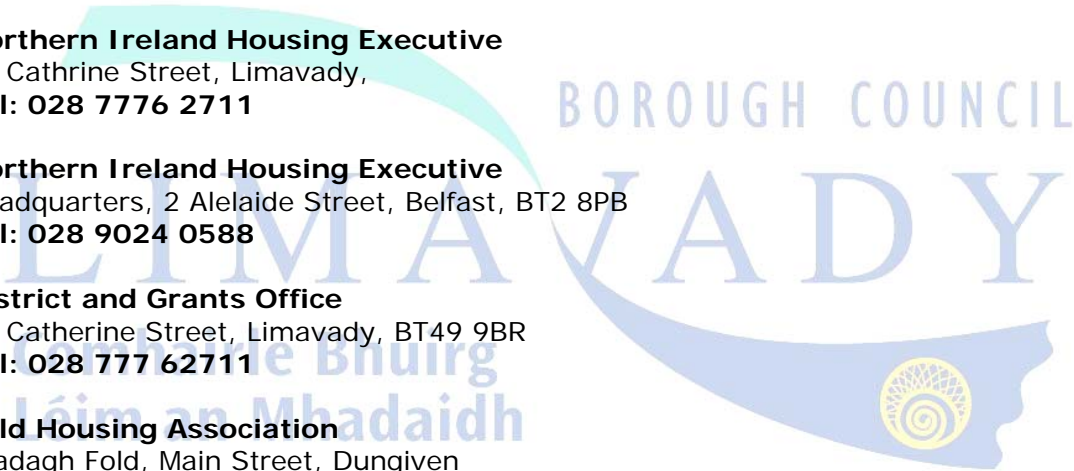 orthern Ireland Housing Executive
Cathrine Street, Limavady,
l: 028 7776 2711
BOROUGH COUNCIL
orthern Ireland Housing Executive
adquarters, 2 Alelaide Street, Belfast, BT2 8PB
l: 028 9024 0588
LIMAVADY
strict and Grants Office
Catherine Street, Limavady, BT49 9BR
l: 028 777 62711
Comhairle Bhuirg
Léim an Mhadaidh
ld Housing Association
adagh Fold, Main Street, Dungiven